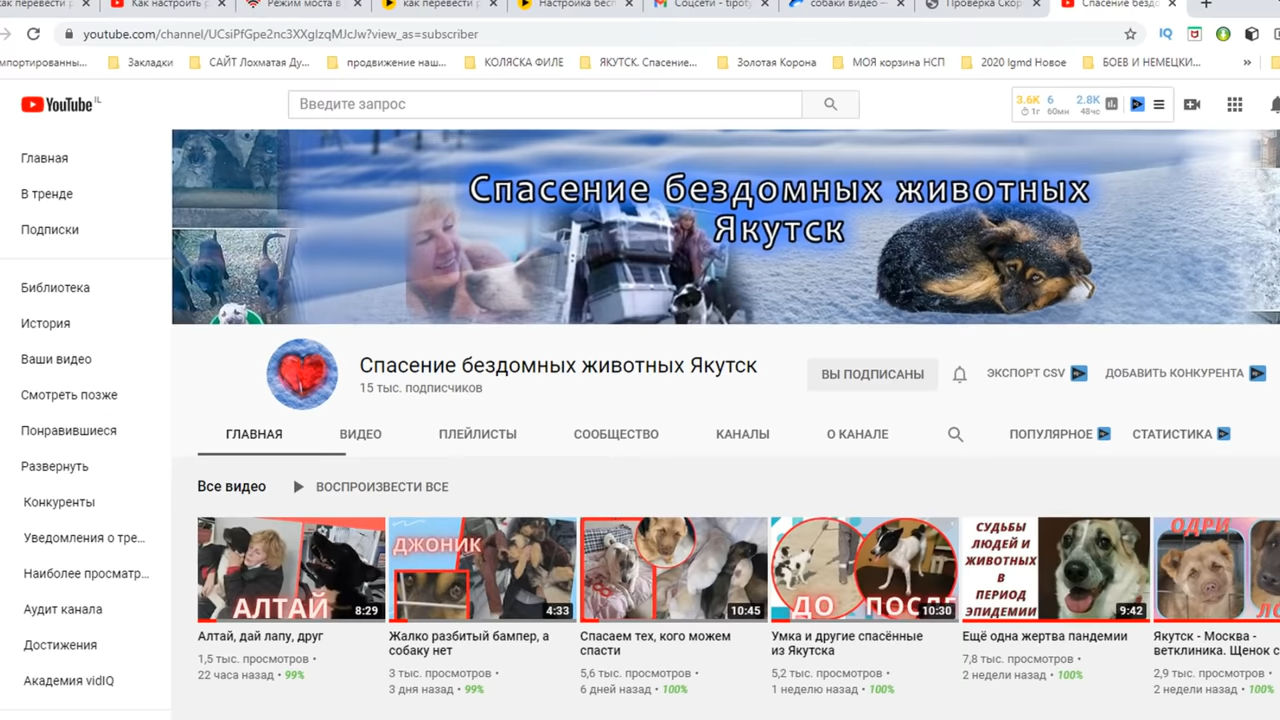 как перевести р
Как настроить р
Режим моста в
как перевести р
Настройка бесп
Соцсети - tipoty
собаки видео —
Проверка Скор
Спасение бездо
youtube.com/channel/UCsiPfGpe2nc3XXgIzqMJcJw?view_as=subscriber
IQ
мпортированны...
Закладки
САЙТ Лохматая Ду...
продвижение наш...
КОЛЯСКА ФИЛЕ
ЯКУТСК. Спасение...
Золотая Корона
МОЯ корзина НСП
2020 lgmd Новое
БОЕВ И НЕМЕЦКИ...
»
YouTube IL
Введите запрос
3.6K 6 2.8K
1г 60мн 48чс
Главная
В тренде
Подписки
Библиотека
История
Ваши видео
Смотреть позже
Понравившиеся
Развернуть
Конкуренты
Уведомления о тре...
Наиболее просматр...
Аудит канала
Достижения
Академия vidIQ
Спасение бездомных животных
Якутск
Спасение бездомных животных Якутск
15 тыс. подписчиков
ВЫ ПОДПИСАНЫ
ЭКСПОРТ CSV
ДОБАВИТЬ КОНКУРЕНТА
ГЛАВНАЯ
ВИДЕО
ПЛЕЙЛИСТЫ
СООБЩЕСТВО
КАНАЛЫ
О КАНАЛЕ
ПОПУЛЯРНОЕ
СТАТИСТИКА
Все видео
ВОСПРОИЗВЕСТИ ВСЕ
АЛТАЙ
8:29
Алтай, дай лапу, друг
1,5 тыс. просмотров •
22 часа назад • 99%
ДЖОНИК
4:33
Жалко разбитый бампер, а
собаку нет
3 тыс. просмотров •
3 дня назад • 99%
10:45
Спасаем тех, кого можем
спасти
5,6 тыс. просмотров •
6 дней назад • 100%
ДО ПОСЛЕ
10:30
Умка и другие спасённые
из Якутска
5,2 тыс. просмотров •
1 неделю назад • 100%
СУДЬБЫ
ЛЮДЕЙ И
ЖИВОТНЫХ
В
ПЕРИОД
ЭПИДЕМИИ
9:42
Ещё одна жертва пандемии
7,8 тыс. просмотров •
2 недели назад • 100%
ОДРИ
Якутск - Москва -
ветклиника. Щенок с
2,9 тыс. просмотров •
2 недели назад • 100%